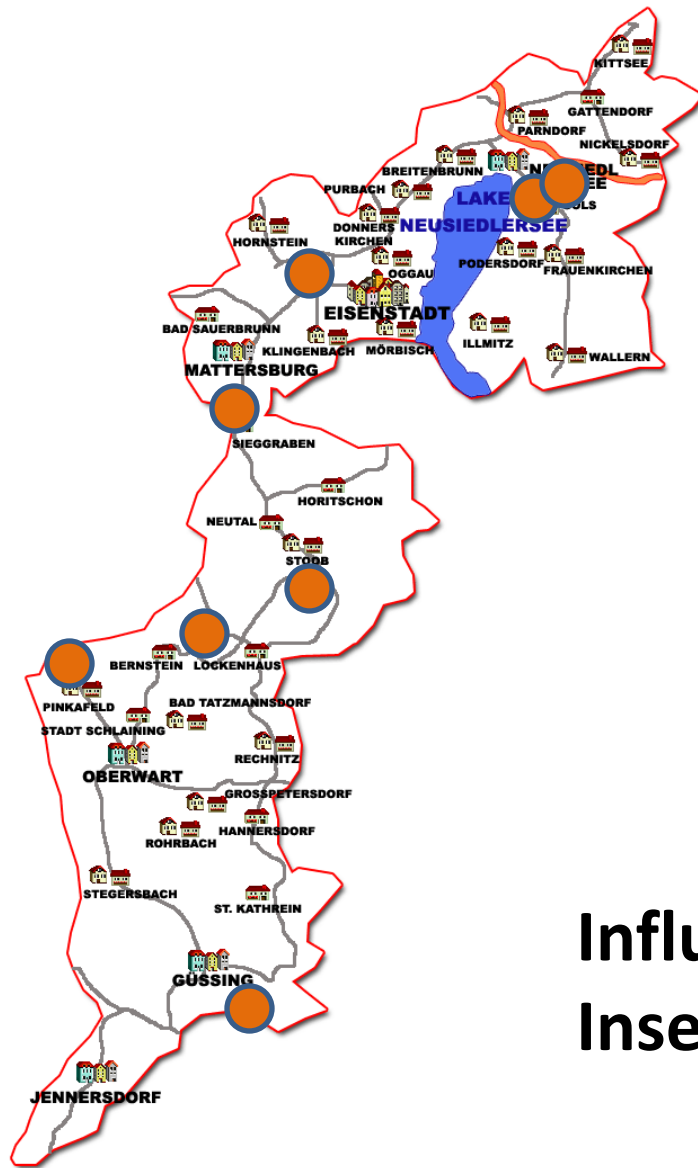 KITTSEE
GATTENDORF
PARNDORF
NICKELSDORF
BREITENBRUNN
PURBACH
LAKE
NEUSIEDLERSEE
DONNERS
KIRCHEN
HORNSTEIN
PODERSDORF
FRAUENKIRCHEN
OGGAU
EISENSTADT
BAD SAUERBRUNN
KLINGENBACH
MÖRBISCH
ILLMITZ
WALLERN
MATTERSBURG
SIEGGRABEN
HORITSCHON
NEUTAL
STOOB
BERNSTEIN
LOCKENHAUS
PINKAFELD
BAD TATZMANNSDORF
STADT SCHLAINING
RECHNITZ
OBERWART
GROSSPETERSDORF
HANNERSDORF
ROHRBACH
STEGERSBACH
ST. KATHREIN
Influ
Inse
GÜSSING
JENNERSDORF